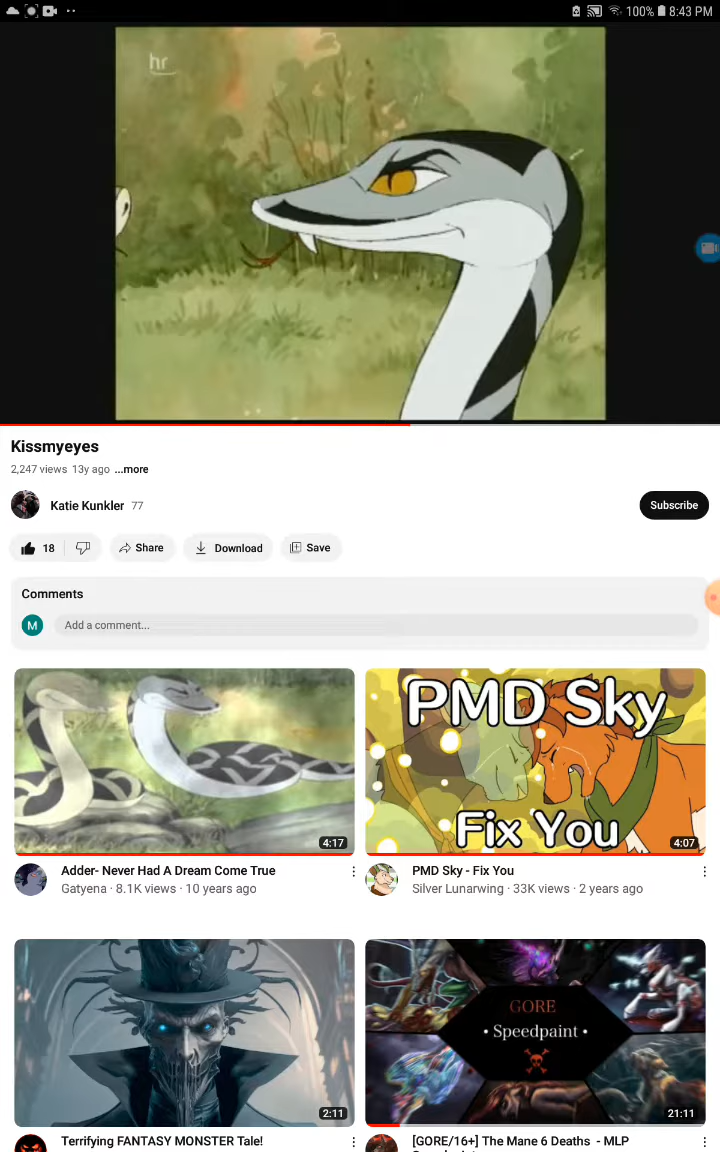 100% 8:43 PM
hr
Kissmyeyes
2,247 views 13y ago ...more
Katie Kunkler 77
Subscribe
18
Share
Download
Save
Comments
M
Add a comment...
4:17
PMD Sky
Fix You
4:07
Adder- Never Had A Dream Come True
Gatyena · 8.1K views · 10 years ago
PMD Sky - Fix You
Silver Lunarwing · 33K views · 2 years ago
2:11
GORE
• Speedpaint •
21:11
Terrifying FANTASY MONSTER Tale!
[GORE/16+] The Mane 6 Deaths - MLP